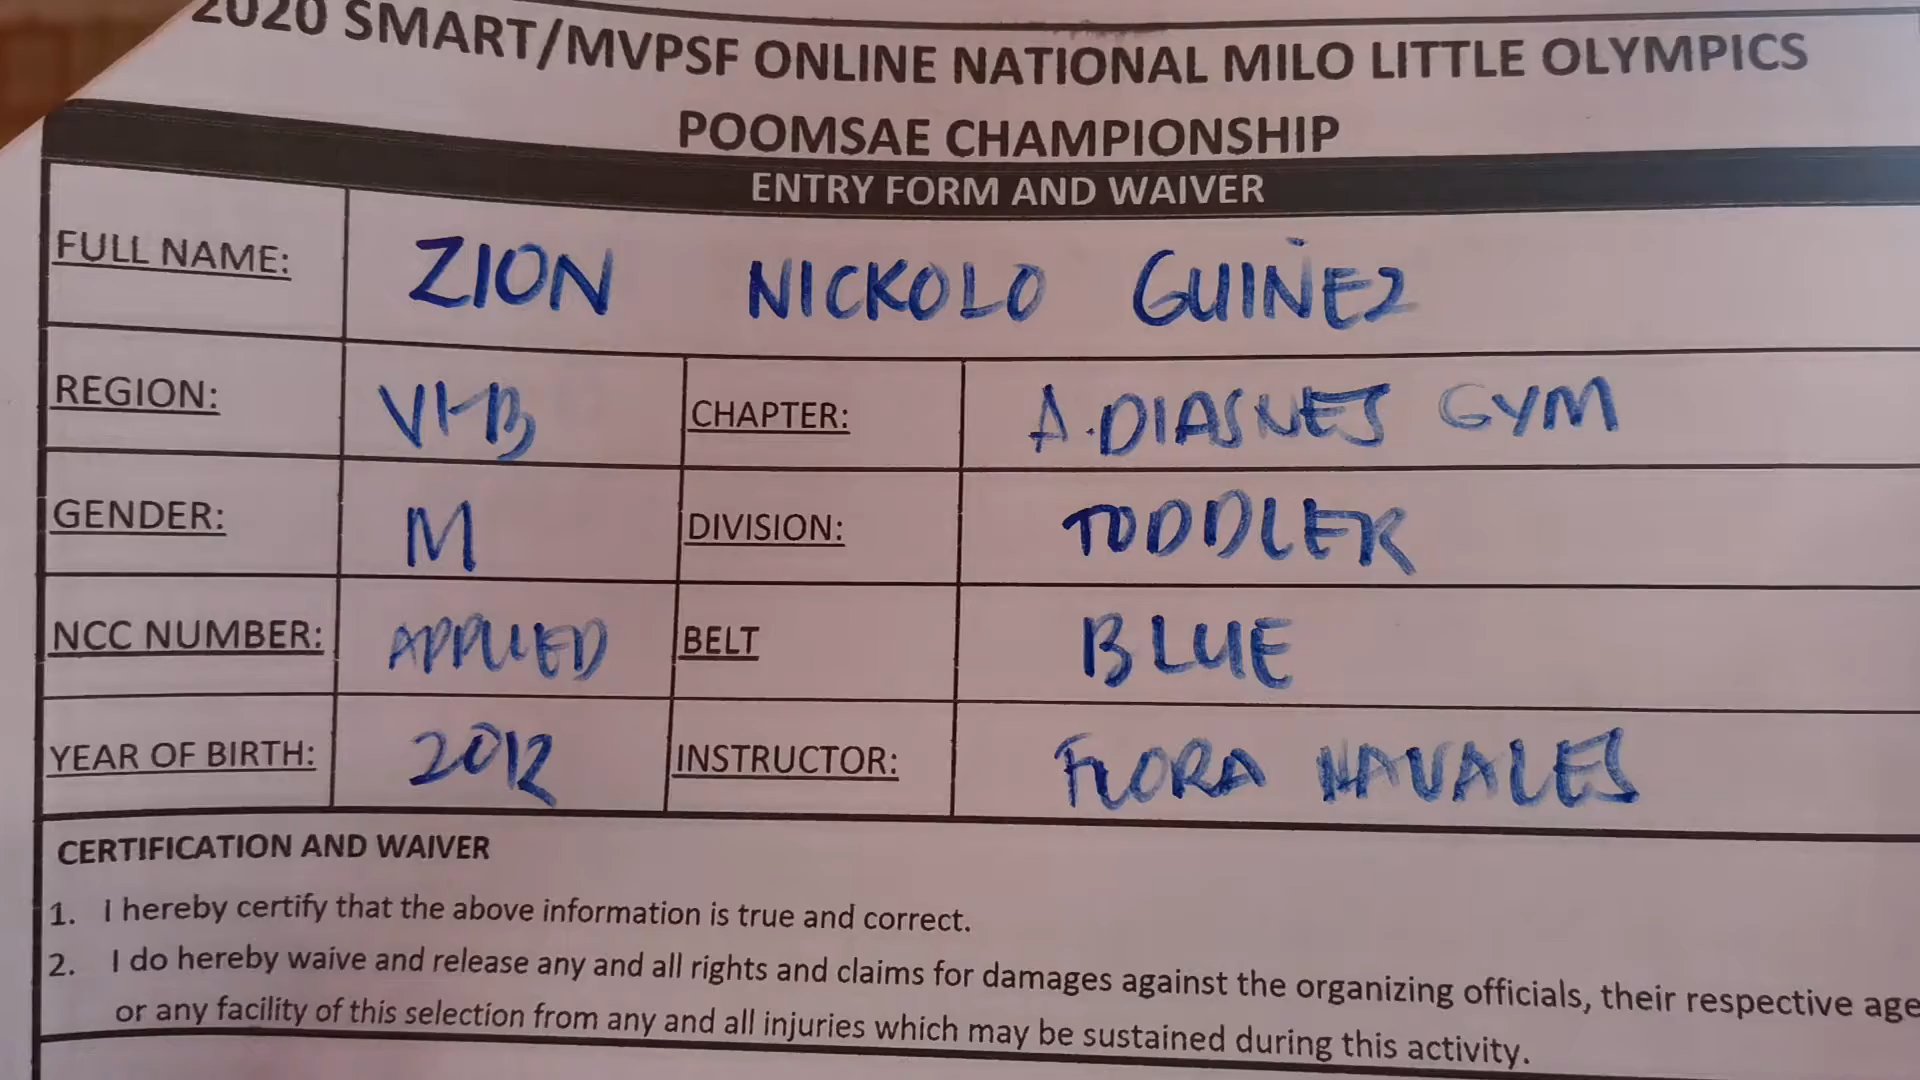 2020 SMART/MVPSF ONLINE NATIONAL MILO LITTLE OLYMPICS
POOMSAE CHAMPIONSHIP
ENTRY FORM AND WAIVER
FULL NAME: ZION NICKOLO GUIÑEZ
REGION: VI-B CHAPTER: A. DIASNES GYM
GENDER: M DIVISION: TODDLER
NCC NUMBER: APPLIED BELT BLUE
YEAR OF BIRTH: 2012 INSTRUCTOR: FLORA NAVALES
CERTIFICATION AND WAIVER
1. I hereby certify that the above information is true and correct.
2. I do hereby waive and release any and all rights and claims for damages against the organizing officials, their respective age
or any facility of this selection from any and all injuries which may be sustained during this activity.